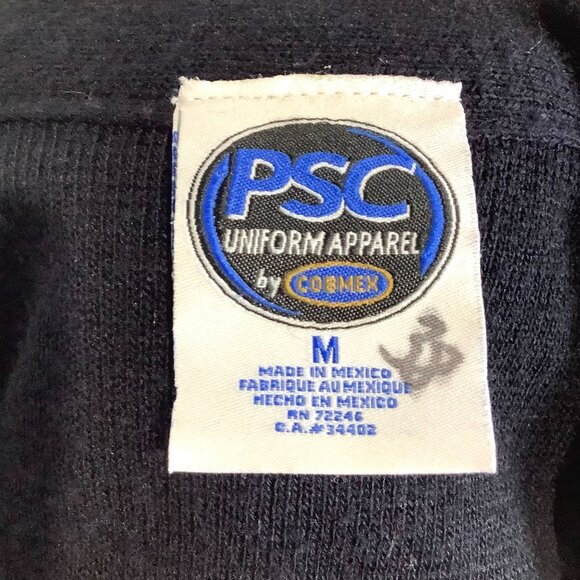 PSC
UNIFORM APPAREL
by COBMEX
M
MADE IN MEXICO
FABRIQUE AU MEXIQUE
HECHO EN MEXICO
RN 72246
C.A.#34402